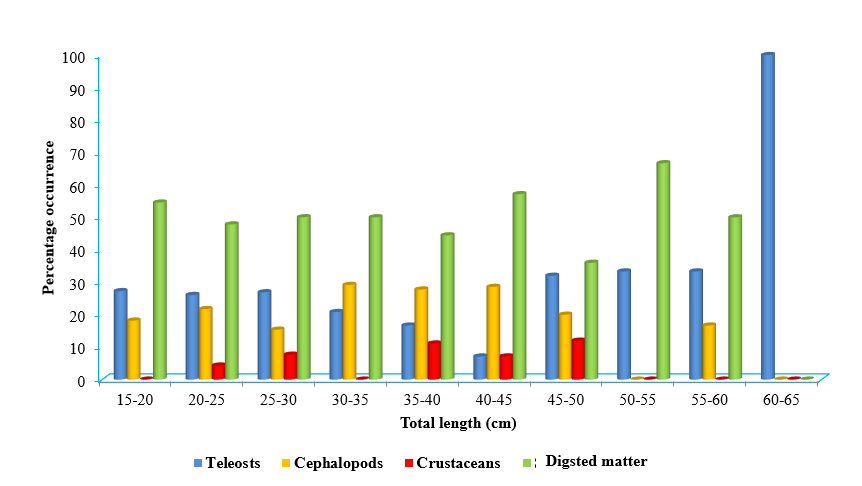 100
90
80
70
60
50
40
30
20
10
0
Percentage occurrence
15-20 20-25 25-30 30-35 35-40 40-45 45-50 50-55 55-60 60-65
Total length (cm)
Teleosts Cephalopods Crustaceans Digsted matter